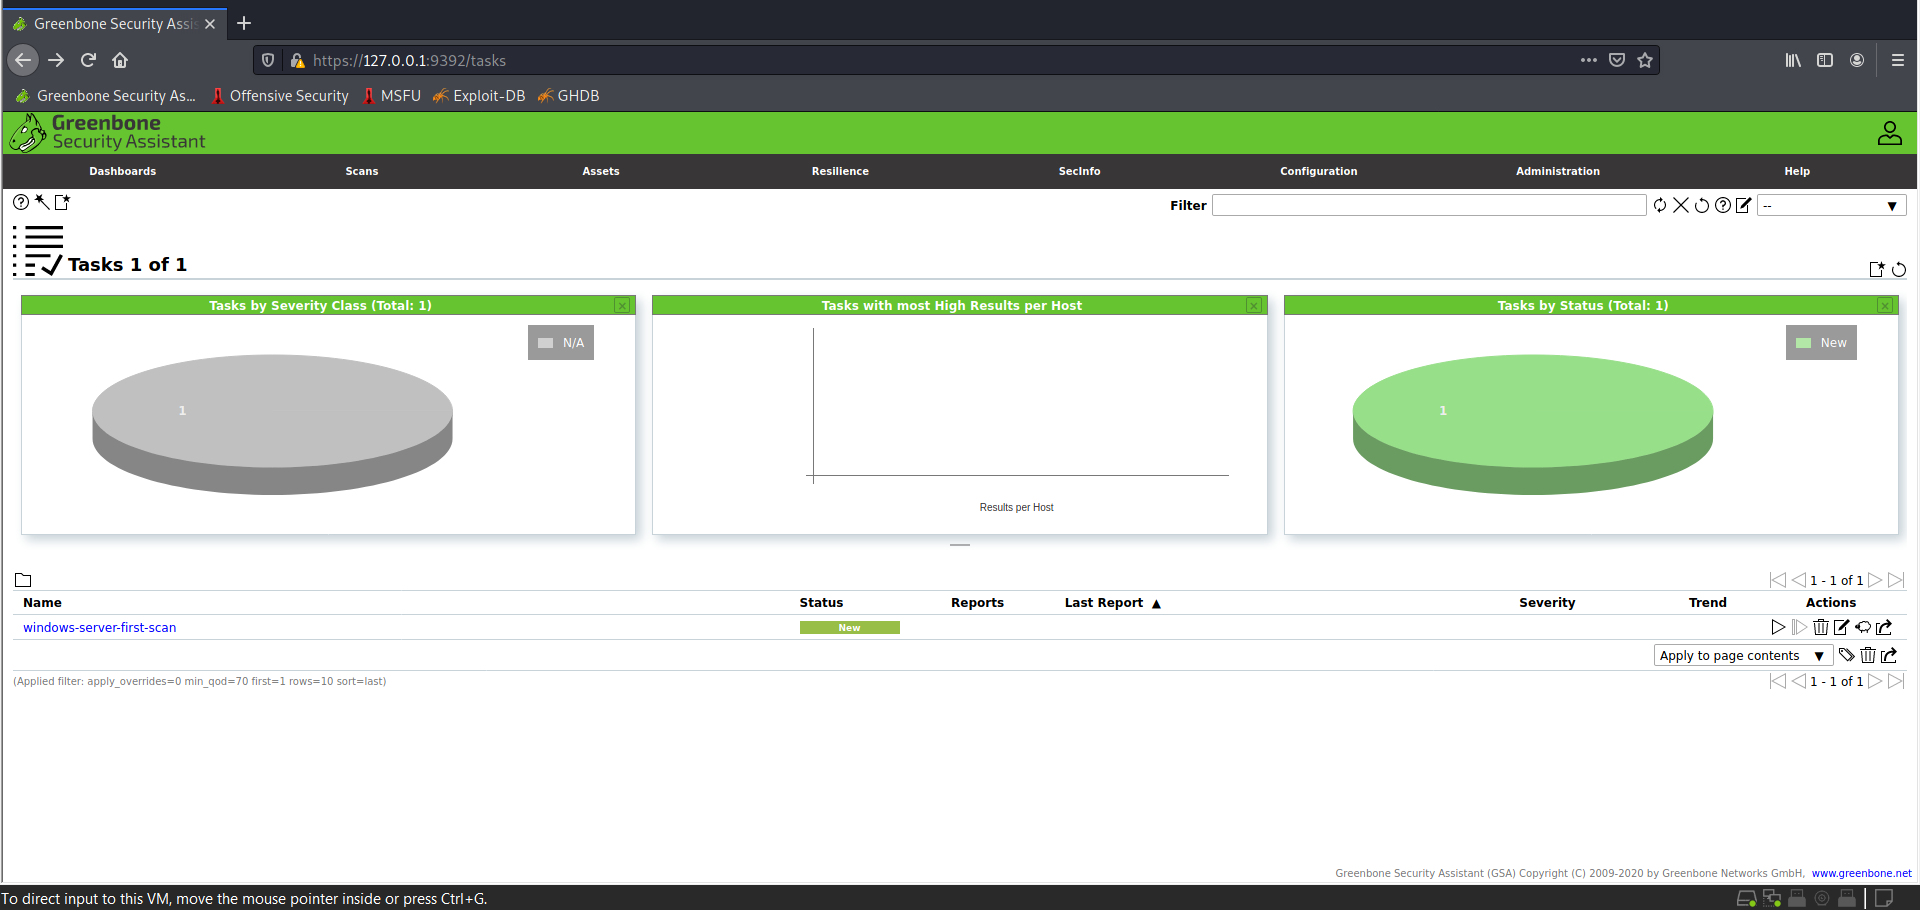 Greenbone Security Assis
https://127.0.0.1:9392/tasks
Greenbone Security As... Offensive Security MSFU Exploit-DB GHDB
Greenbone
Security Assistant
Dashboards Scans Assets Resilience SecInfo Configuration Administration Help
Filter --
Tasks 1 of 1
Tasks by Severity Class (Total: 1)
N/A
1
Tasks with most High Results per Host
Results per Host
Tasks by Status (Total: 1)
New
1
1 - 1 of 1
Name Status Reports Last Report ▲ Severity Trend Actions
windows-server-first-scan New
Apply to page contents ▼
(Applied filter: apply_overrides=0 min_qod=70 first=1 rows=10 sort=last) 1 - 1 of 1
Greenbone Security Assistant (GSA) Copyright (C) 2009-2020 by Greenbone Networks GmbH, www.greenbone.net
To direct input to this VM, move the mouse pointer inside or press Ctrl+G.